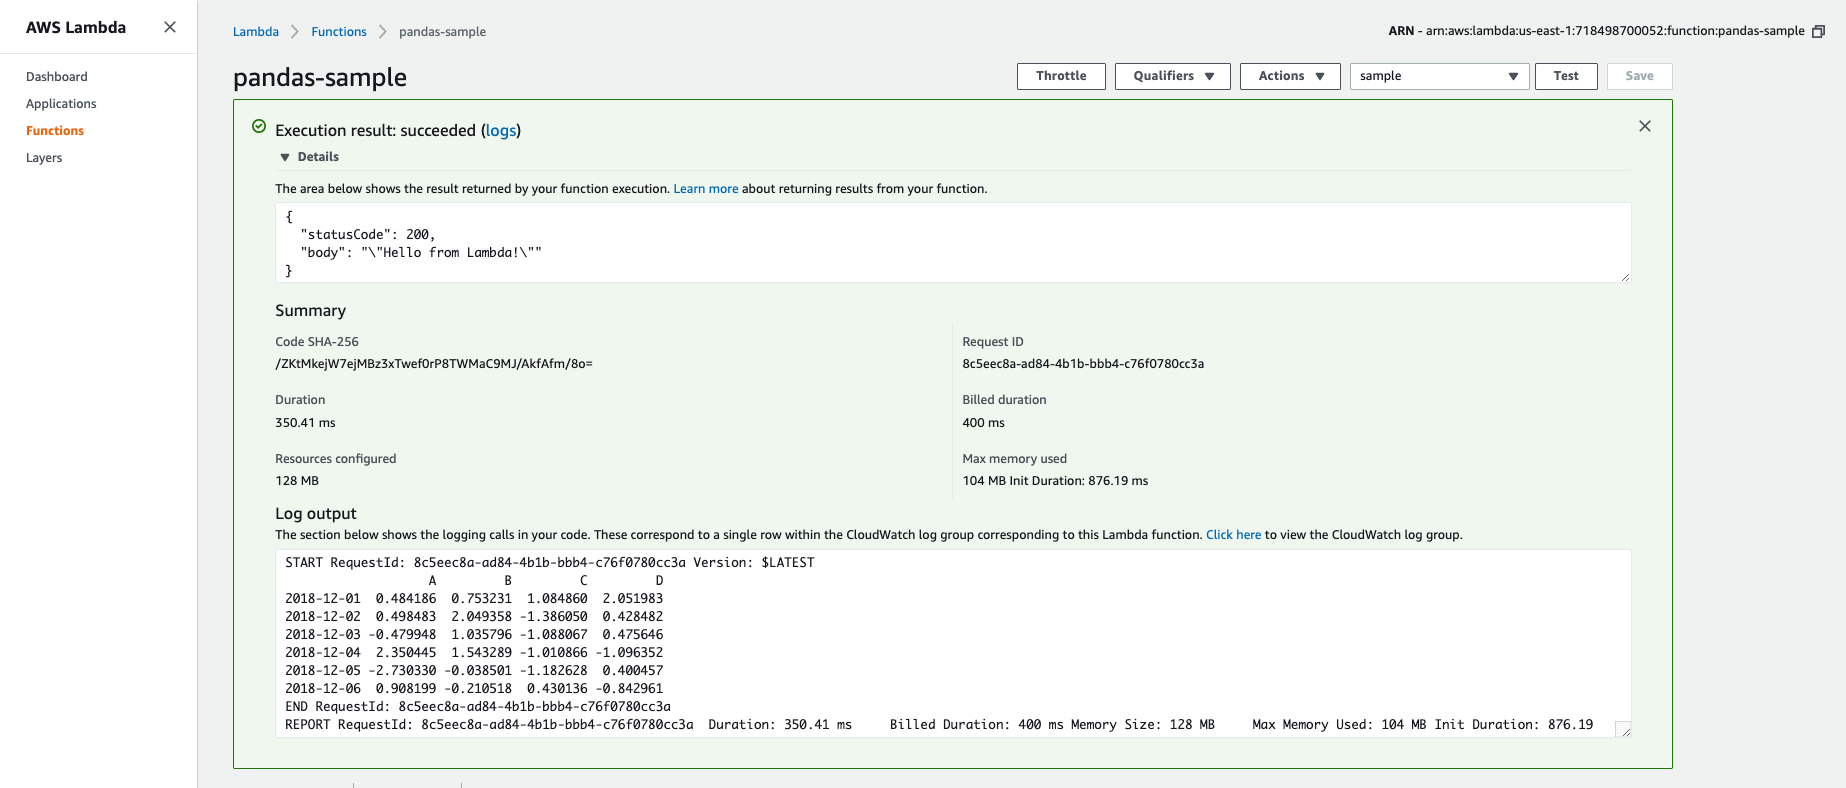 AWS Lambda
Dashboard
Applications
Functions
Layers
Lambda Functions pandas-sample
ARN - arn:aws:lambda:us-east-1:718498700052:function:pandas-sample
pandas-sample
Throttle Qualifiers Actions sample Test Save
Execution result: succeeded (logs)
Details
The area below shows the result returned by your function execution. Learn more about returning results from your function.
{
"statusCode": 200,
"body": "\"Hello from Lambda!\""
}
Summary
Code SHA-256
/ZKtMkejW7ejMBz3xTwef0rP8TWMaC9MJ/AkfAfm/8o=
Request ID
8c5eec8a-ad84-4b1b-bbb4-c76f0780cc3a
Duration
350.41 ms
Billed duration
400 ms
Resources configured
128 MB
Max memory used
104 MB Init Duration: 876.19 ms
Log output
The section below shows the logging calls in your code. These correspond to a single row within the CloudWatch log group corresponding to this Lambda function. Click here to view the CloudWatch log group.
START RequestId: 8c5eec8a-ad84-4b1b-bbb4-c76f0780cc3a Version: $LATEST
A B C D
2018-12-01 0.484186 0.753231 1.084860 2.051983
2018-12-02 0.498483 2.049358 -1.386050 0.428482
2018-12-03 -0.479948 1.035796 -1.088067 0.475646
2018-12-04 2.350445 1.543289 -1.010866 -1.096352
2018-12-05 -2.730330 -0.038501 -1.182628 0.400457
2018-12-06 0.908199 -0.210518 0.430136 -0.842961
END RequestId: 8c5eec8a-ad84-4b1b-bbb4-c76f0780cc3a
REPORT RequestId: 8c5eec8a-ad84-4b1b-bbb4-c76f0780cc3a Duration: 350.41 ms Billed Duration: 400 ms Memory Size: 128 MB Max Memory Used: 104 MB Init Duration: 876.19